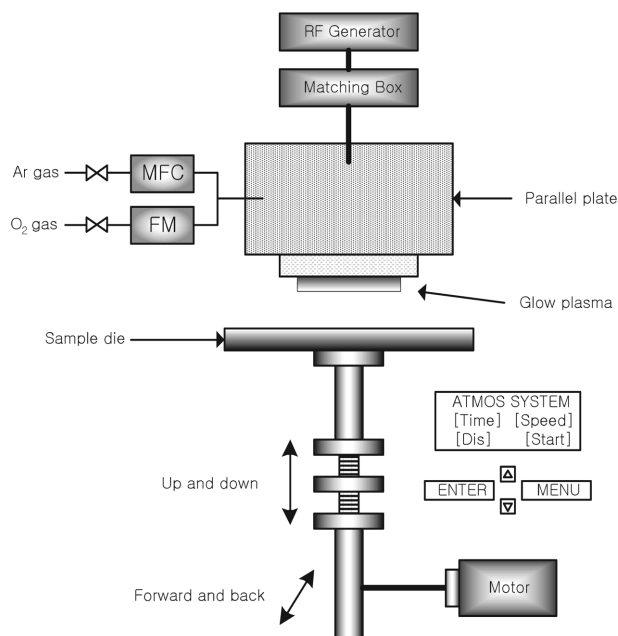 RF Generator
Matching Box
Ar gas
MFC
O₂ gas
FM
Parallel plate
Glow plasma
Sample die
ATMOS SYSTEM
[Time] [Speed]
[Dis] [Start]
ENTER
MENU
Up and down
Forward and back
Motor